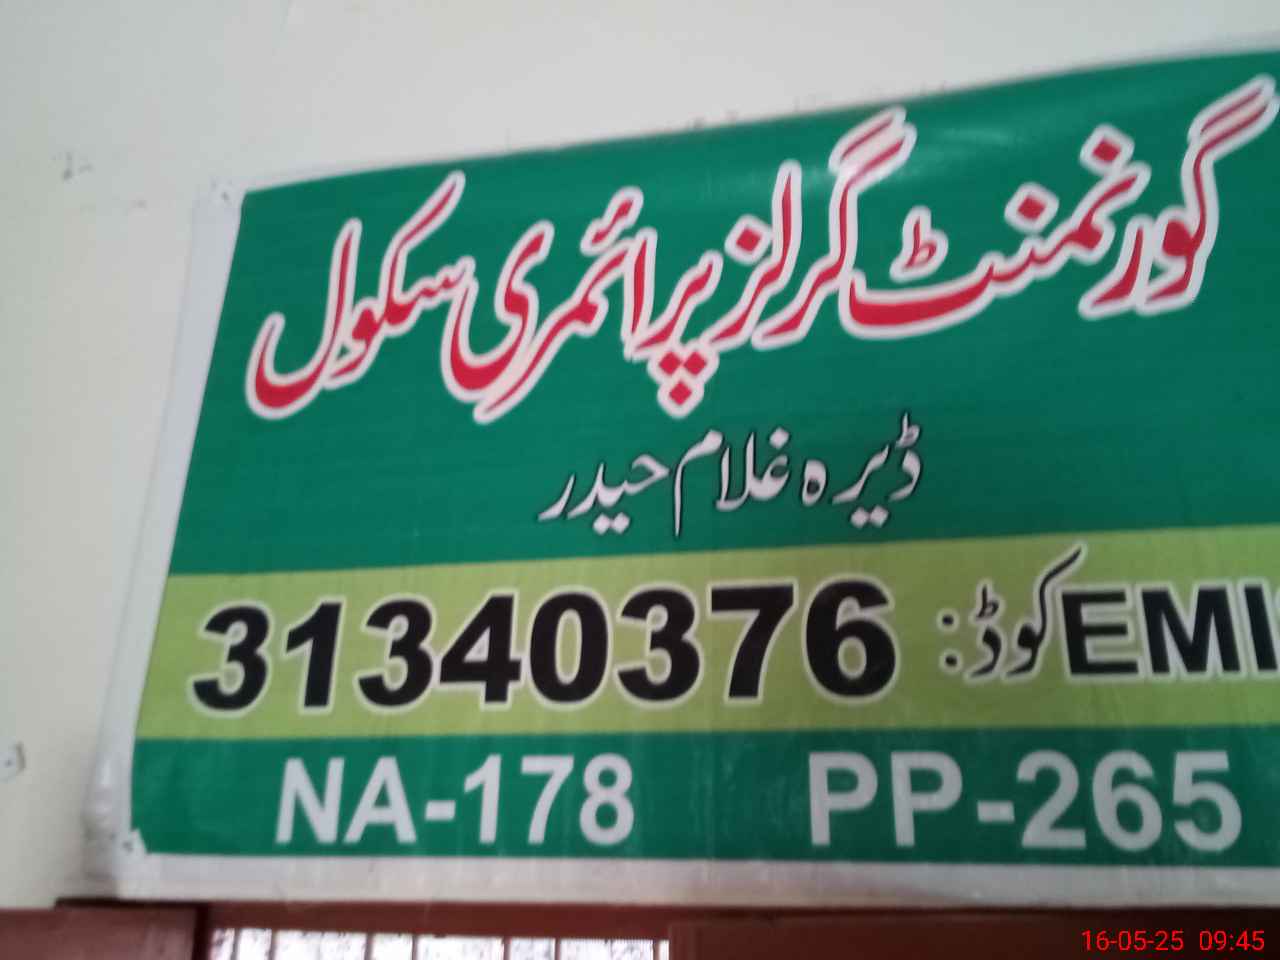 گورنمنٹ گرلز پرائمری سکول
ڈیرہ غلام حیدر
EMI کوڈ: 31340376
NA-178 PP-265
16-05-25 09:45